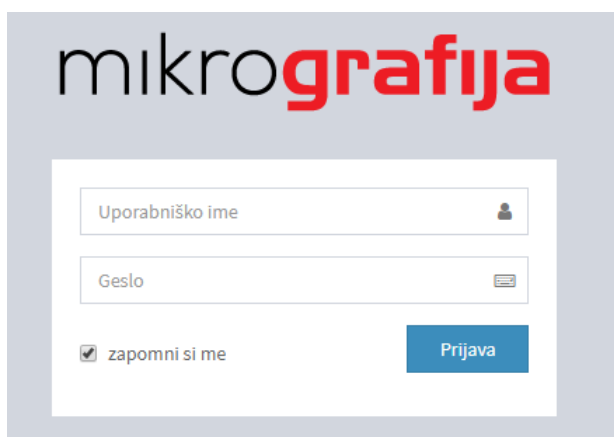 mikrografija
Uporabniško ime
Geslo
zapomni si me
Prijava